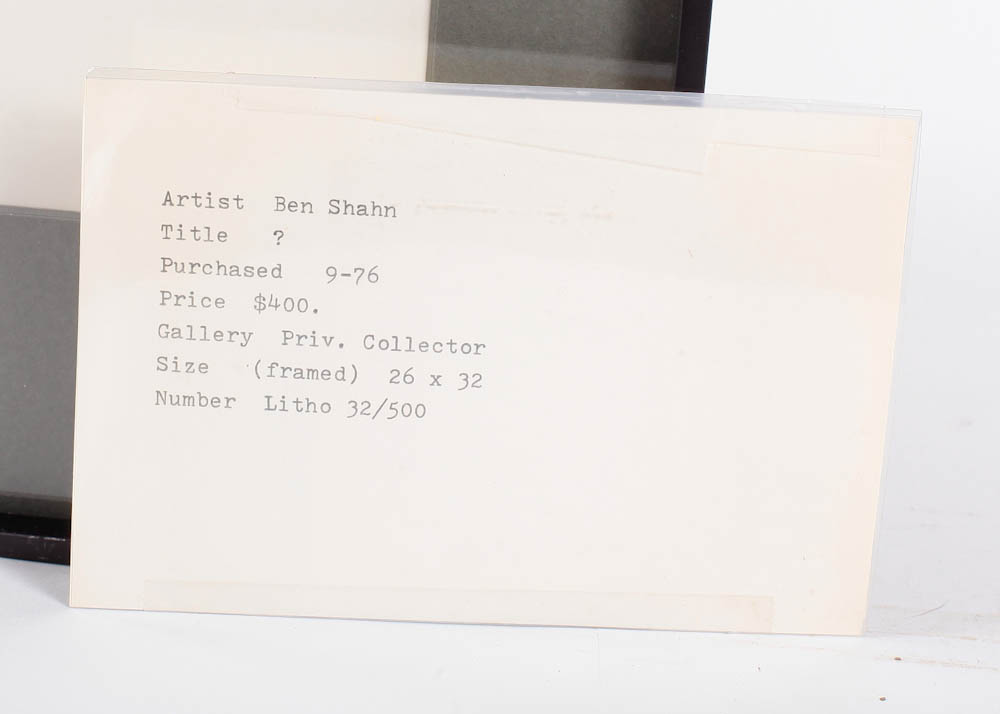 Artist Ben Shahn
Title ?
Purchased 9-76
Price $400.
Gallery Priv. Collector
Size (framed) 26 x 32
Number Litho 32/500